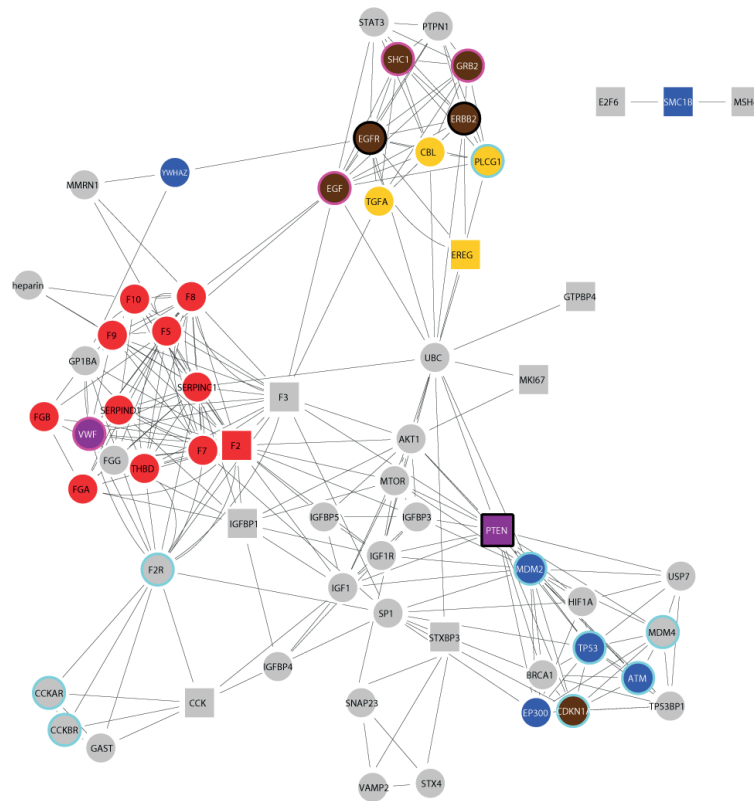 STAT3
PTPN1
SHC1
GRB2
E2F6
SMC1B
ERBB2
EGFR
CBL
PLCG1
YWHAZ
MMRN1
EGF
TGFA
EREG
heparin
F10
F8
GTPBP4
F9
F5
GP1BA
UBC
MKI67
SERPINC1
F3
SERPIND1
FGB
VWF
AKT1
F7
F2
FGG
THBD
MTOR
FGA
IGFBP1
IGFBP5
IGFBP3
PTEN
IGF1R
F2R
MDM2
USP7
IGF1
HIF1A
SP1
STXBP3
MDM4
TP53
IGFBP4
BRCA1
ATM
CCKAR
CCK
SNAP23
EP300
CDKN1A
TP53BP1
CCKBR
GAST
VAMP2
STX4